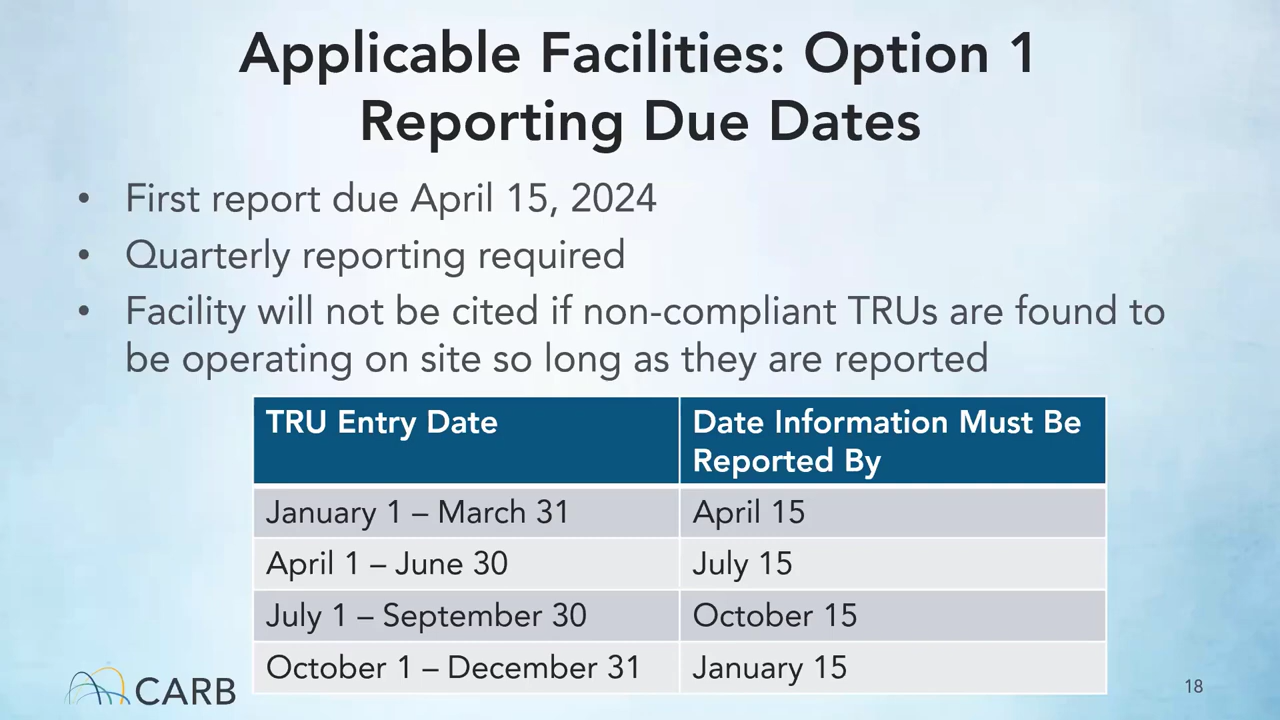 Applicable Facilities: Option 1
Reporting Due Dates
• First report due April 15, 2024
• Quarterly reporting required
• Facility will not be cited if non-compliant TRUs are found to
be operating on site so long as they are reported
TRU Entry Date
Date Information Must Be
Reported By
January 1 – March 31
April 15
April 1 – June 30
July 15
July 1 – September 30
October 15
October 1 – December 31
January 15
CARB
18